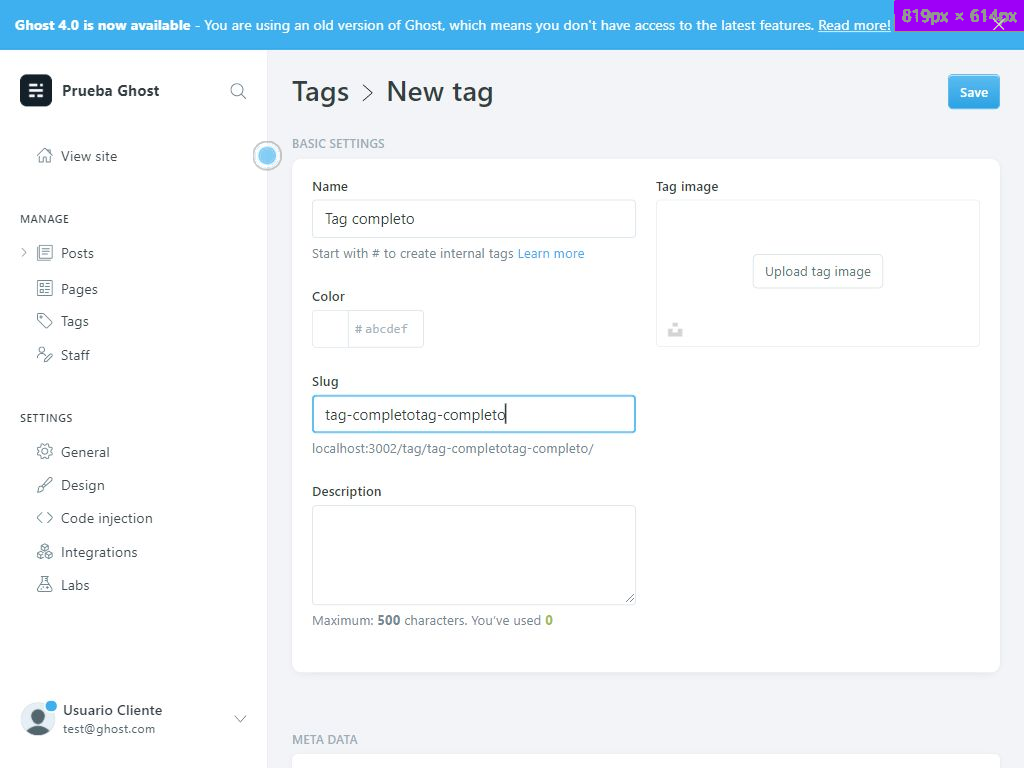 Ghost 4.0 is now available - You are using an old version of Ghost, which means you don't have access to the latest features. Read more!
819px × 614px
Prueba Ghost
View site
MANAGE
Posts
Pages
Tags
Staff
SETTINGS
General
Design
Code injection
Integrations
Labs
Usuario Cliente
test@ghost.com
Tags > New tag
Save
BASIC SETTINGS
Name
Tag completo
Start with # to create internal tags Learn more
Color
# abcdef
Slug
tag-completotag-completo
localhost:3002/tag/tag-completotag-completo/
Description
Maximum: 500 characters. You've used 0
Tag image
Upload tag image
META DATA